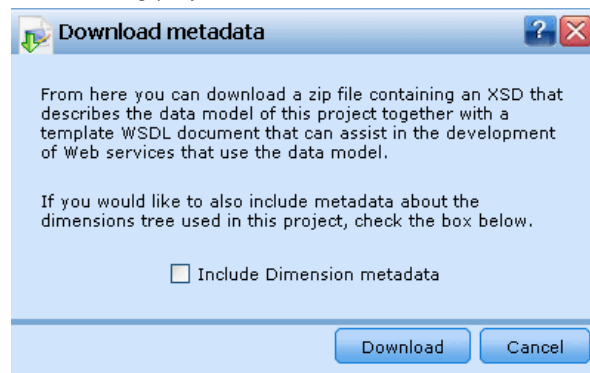 Download metadata
?
From here you can download a zip file containing an XSD that
describes the data model of this project together with a
template WSDL document that can assist in the development
of Web services that use the data model.
If you would like to also include metadata about the
dimensions tree used in this project, check the box below.
Include Dimension metadata
Download Cancel